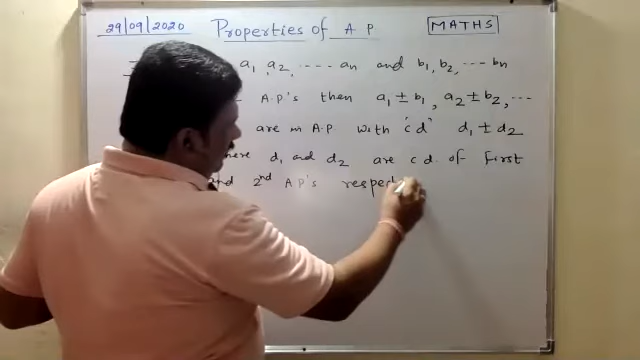 29/09/2020 Properties of A P MATHS
a₁, a₂, ---- aₙ and b₁, b₂, --- bₙ
A.P's then a₁ ± b₁, a₂ ± b₂, ...
are in A.P with 'cd' d₁ ± d₂
d₁ and d₂ are c d. of First
and 2nd A P's